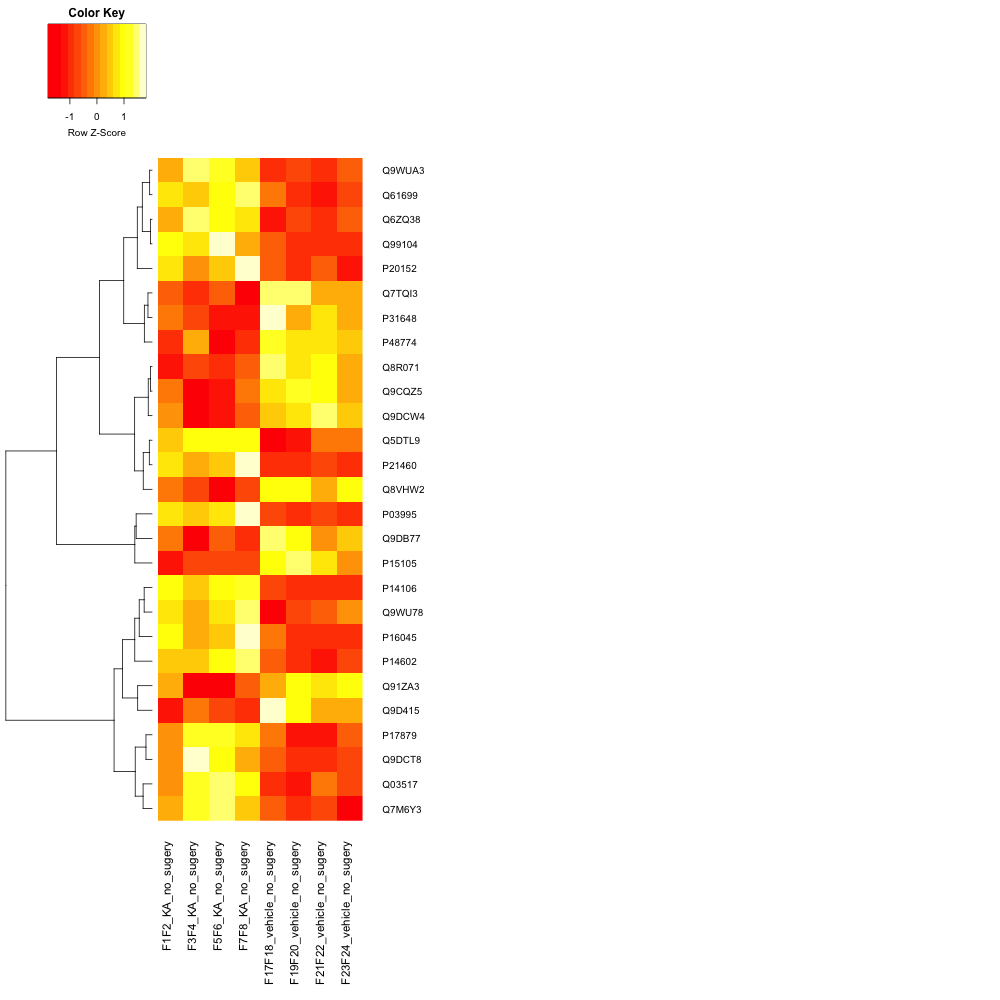 Color Key
-1 0 1
Row Z-Score
Q9WUA3
Q61699
Q6ZQ38
Q99104
P20152
Q7TQI3
P31648
P48774
Q8R071
Q9CQZ5
Q9DCW4
Q5DTL9
P21460
Q8VHW2
P03995
Q9DB77
P15105
P14106
Q9WU78
P16045
P14602
Q91ZA3
Q9D415
P17879
Q9DCT8
Q03517
Q7M6Y3
F1F2_KA_no_sugery
F3F4_KA_no_sugery
F5F6_KA_no_sugery
F7F8_KA_no_sugery
F17F18_vehicle_no_sugery
F19F20_vehicle_no_sugery
F21F22_vehicle_no_sugery
F23F24_vehicle_no_sugery